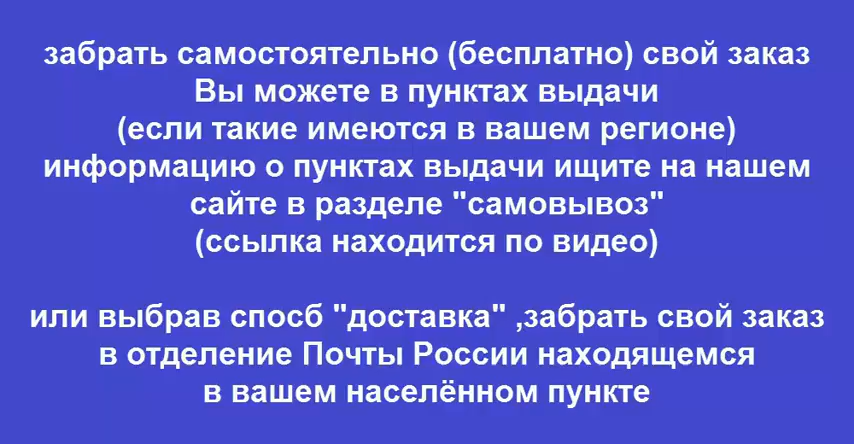 забрать самостоятельно (бесплатно) свой заказ
Вы можете в пунктах выдачи
(если такие имеются в вашем регионе)
информацию о пунктах выдачи ищите на нашем
сайте в разделе "самовывоз"
(ссылка находится по видео)
или выбрав спосб "доставка" ,забрать свой заказ
в отделение Почты России находящемся
в вашем населённом пункте